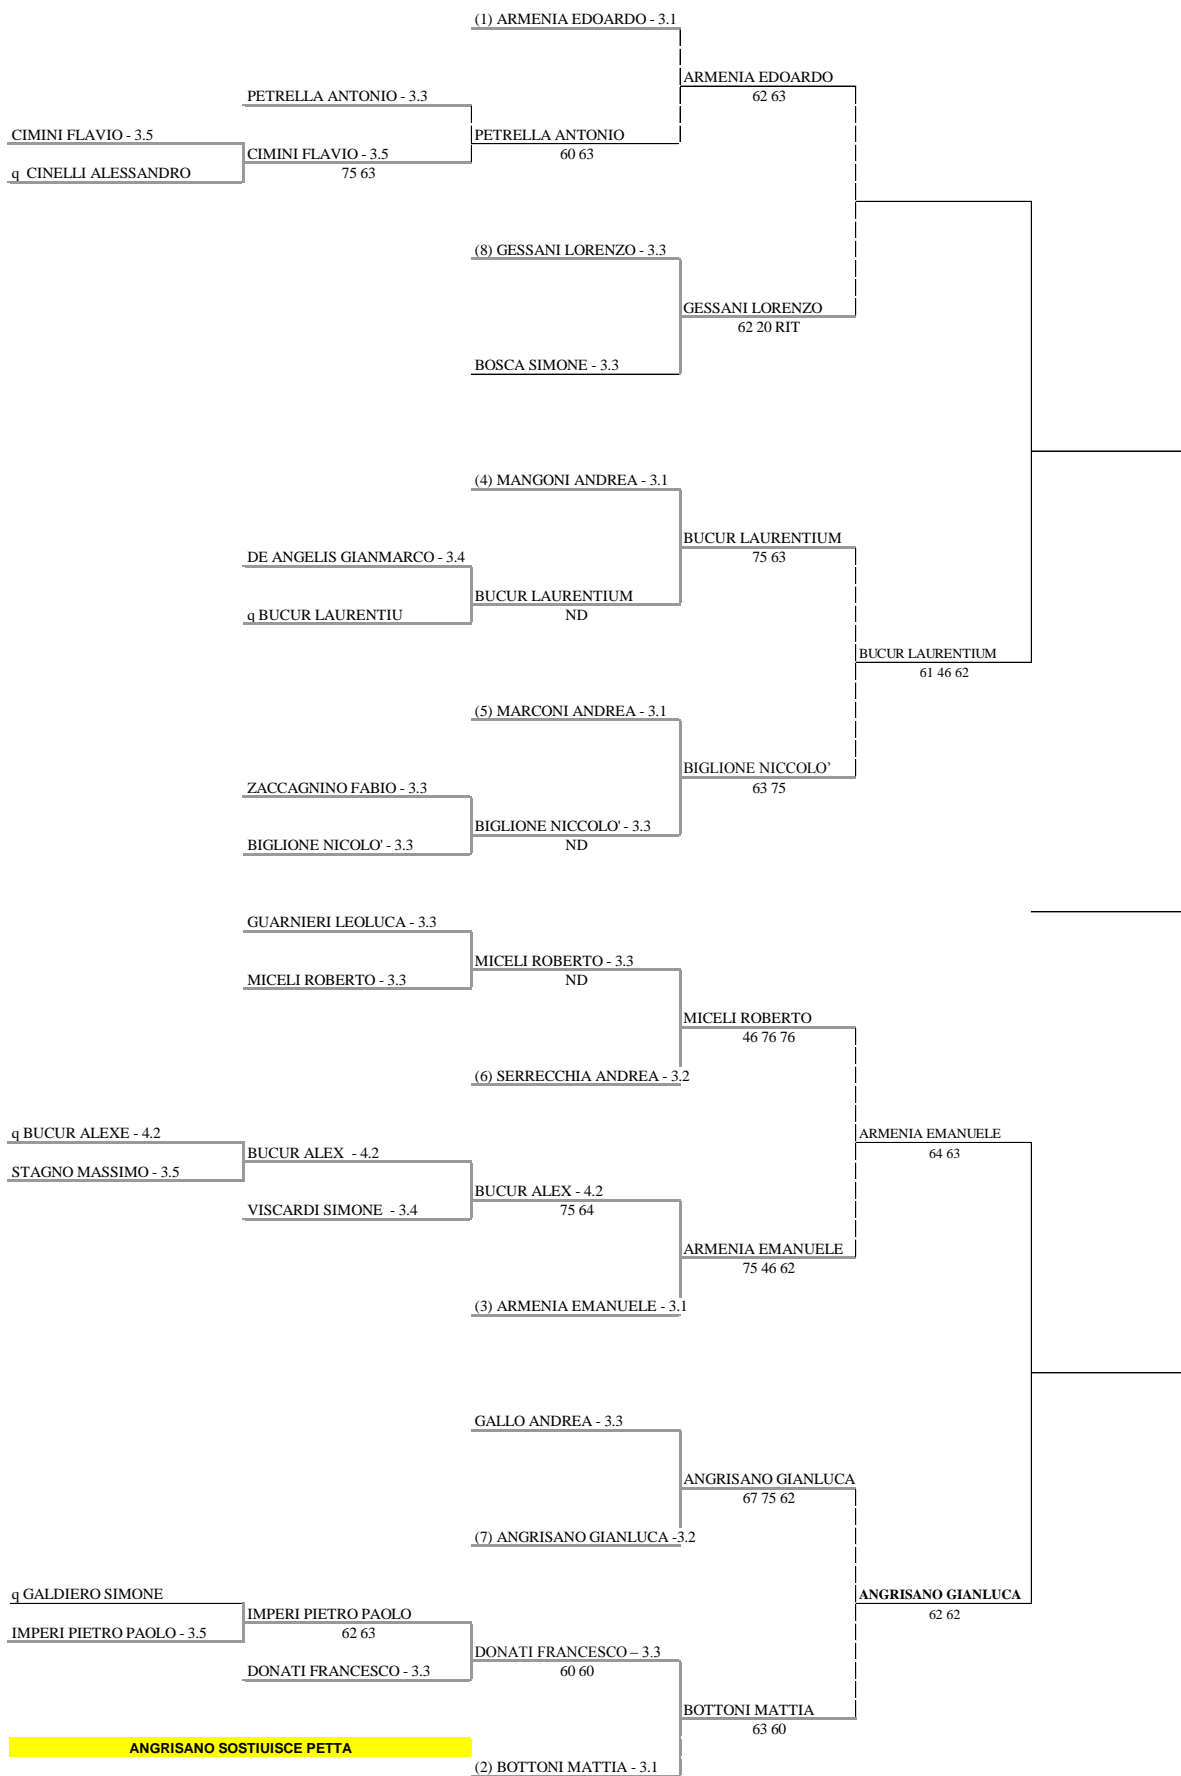 (1) ARMENIA EDOARDO - 3.1
ARMENIA EDOARDO
62 63
PETRELLA ANTONIO - 3.3
CIMINI FLAVIO - 3.5
PETRELLA ANTONIO
60 63
CIMINI FLAVIO - 3.5
75 63
q  CINELLI ALESSANDRO
(8) GESSANI LORENZO - 3.3
GESSANI LORENZO
62 20 RIT
BOSCA SIMONE - 3.3
(4) MANGONI ANDREA - 3.1
BUCUR LAURENTIUM
75 63
DE ANGELIS GIANMARCO - 3.4
BUCUR LAURENTIUM
ND
q BUCUR LAURENTIU
BUCUR LAURENTIUM
61 46 62
(5) MARCONI ANDREA - 3.1
BIGLIONE NICCOLO’
63 75
ZACCAGNINO FABIO - 3.3
BIGLIONE NICCOLO' - 3.3
ND
BIGLIONE NICOLO' - 3.3
GUARNIERI LEOLUCA - 3.3
MICELI ROBERTO - 3.3
ND
MICELI ROBERTO - 3.3
MICELI ROBERTO
46 76 76
(6) SERRECCHIA ANDREA - 3.2
q BUCUR ALEXE - 4.2
ARMENIA EMANUELE
64 63
BUCUR ALEX  - 4.2
STAGNO MASSIMO - 3.5
BUCUR ALEX - 4.2
75 64
VISCARDI SIMONE  - 3.4
ARMENIA EMANUELE
75 46 62
(3) ARMENIA EMANUELE - 3.1
GALLO ANDREA - 3.3
ANGRISANO GIANLUCA
67 75 62
(7) ANGRISANO GIANLUCA -3.2
q GALDIERO SIMONE
ANGRISANO GIANLUCA
62 62
IMPERI PIETRO PAOLO
62 63
IMPERI PIETRO PAOLO - 3.5
DONATI FRANCESCO – 3.3
60 60
DONATI FRANCESCO - 3.3
BOTTONI MATTIA
63 60
ANGRISANO SOSTIUISCE PETTA
(2) BOTTONI MATTIA - 3.1